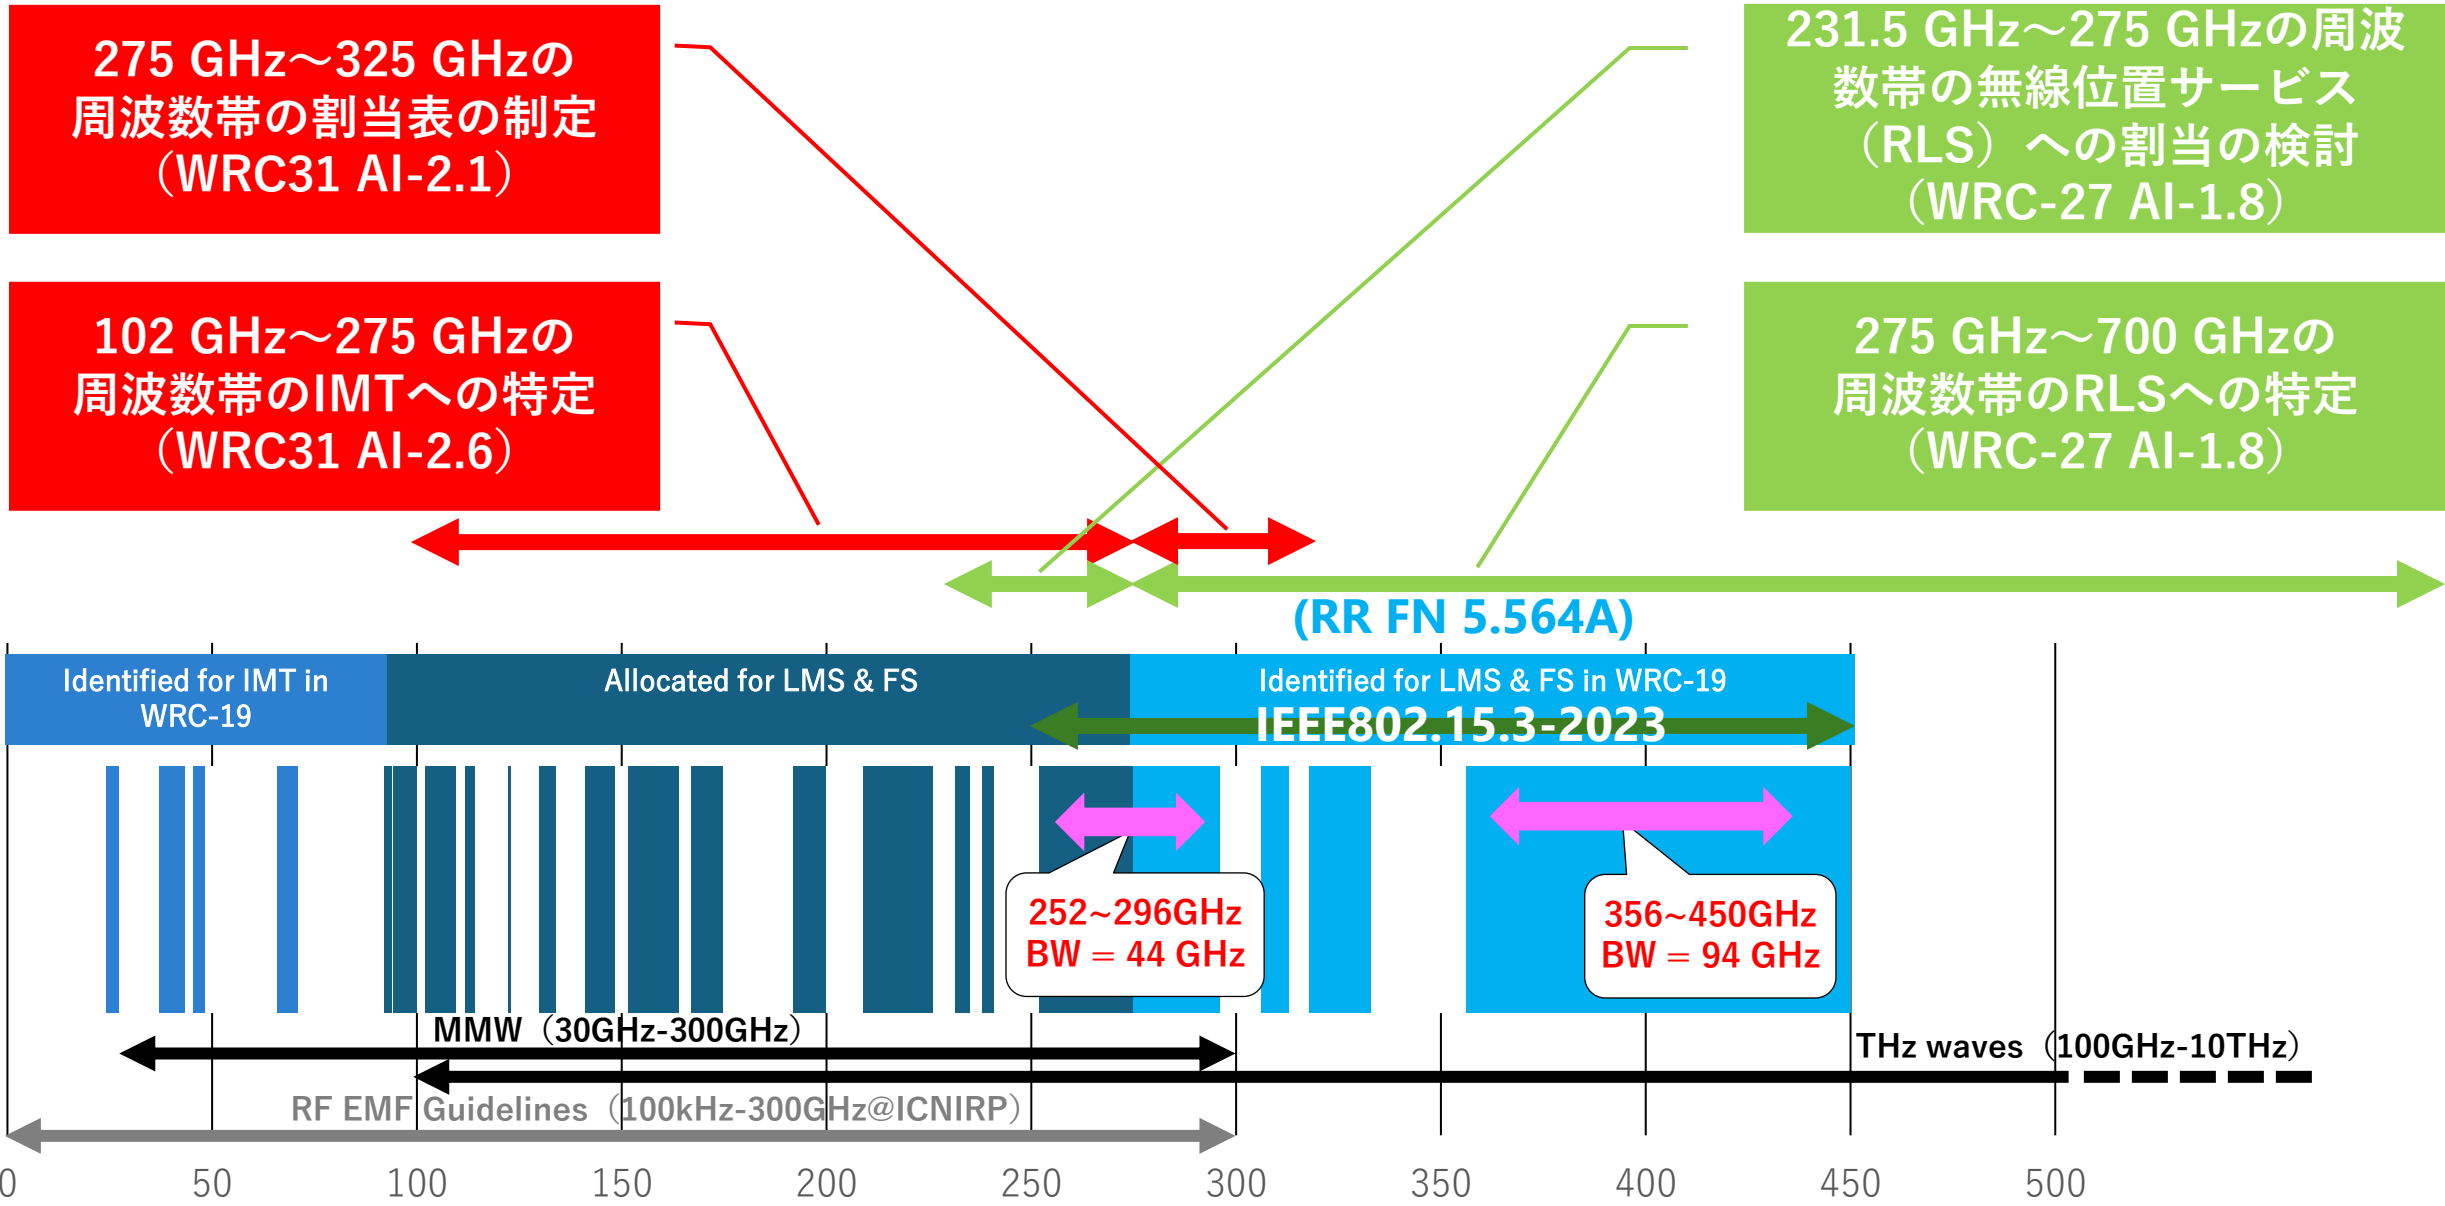 275 GHz～325 GHzの
周波数帯の割当表の制定
（WRC31 AI-2.1）
231.5 GHz～275 GHzの周波
数帯の無線位置サービス
（RLS）への割当の検討
（WRC-27 AI-1.8）
102 GHz～275 GHzの
周波数帯のIMTへの特定
（WRC31 AI-2.6）
275 GHz～700 GHzの
周波数帯のRLSへの特定
（WRC-27 AI-1.8）
(RR FN 5.564A)
Identified for IMT in
WRC-19
Allocated for LMS & FS
Identified for LMS & FS in WRC-19
IEEE802.15.3-2023
252~296GHz
BW = 44 GHz
356~450GHz
BW = 94 GHz
MMW（30GHz-300GHz）
THz waves（100GHz-10THz）
RF EMF Guidelines（100kHz-300GHz@ICNIRP）
0 50 100 150 200 250 300 350 400 450 500